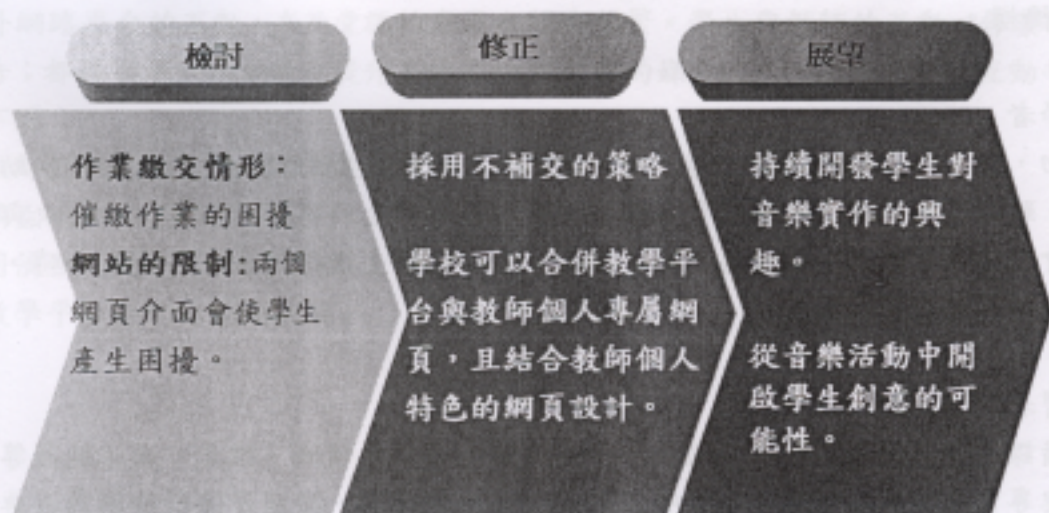 檢討
作業繳交情形：
催繳作業的困擾
網站的限制:兩個
網頁介面會使學生
產生困擾。
修正
採用不補交的策略
學校可以合併教學平
台與教師個人專屬網
頁，且結合教師個人
特色的網頁設計。
展望
持續開發學生對
音樂實作的興
趣。
從音樂活動中開
啟學生創意的可
能性。